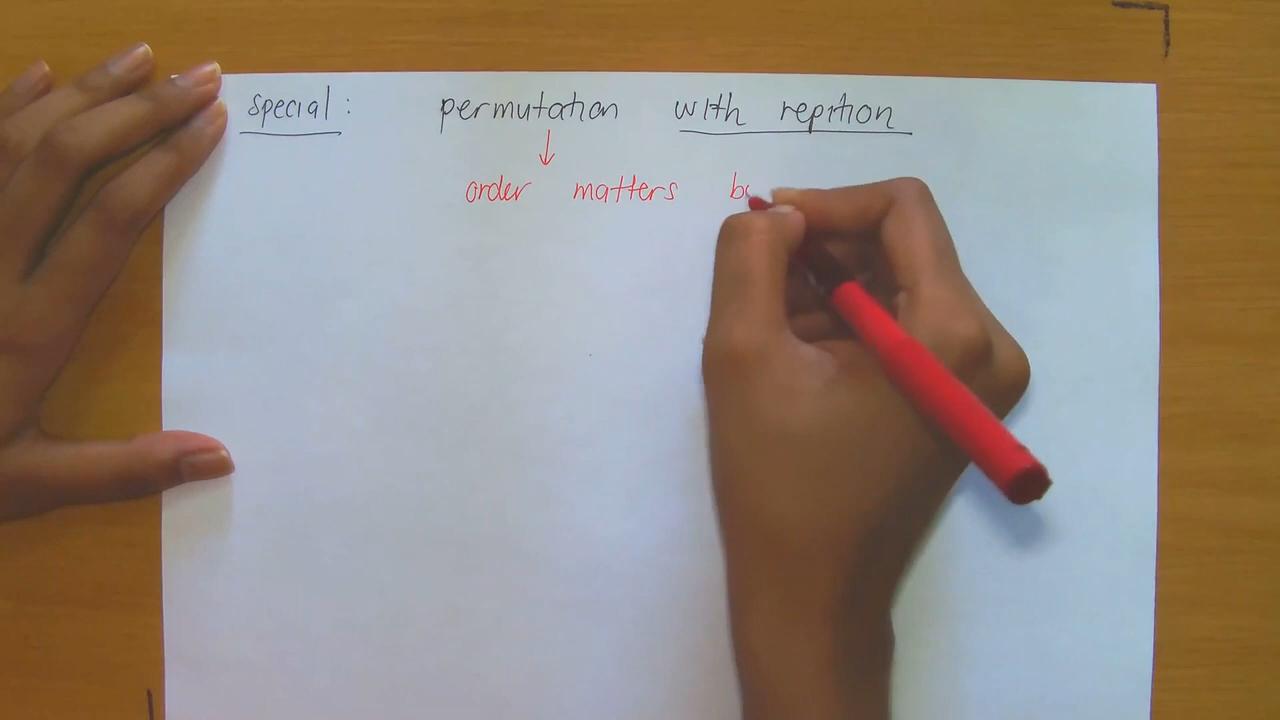 special : permutation with repition
order matters